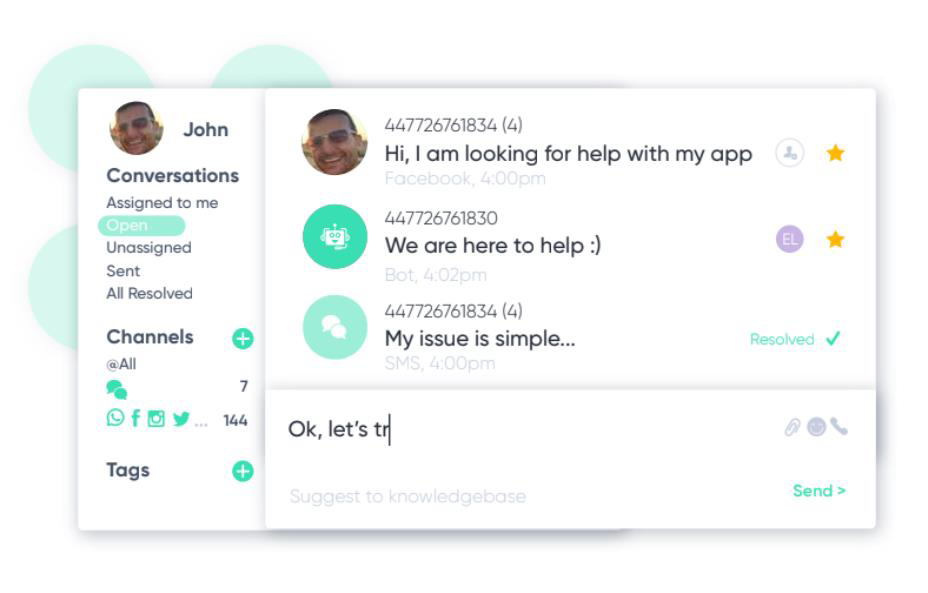 John
Conversations
Assigned to me
Open
Unassigned
Sent
All Resolved
Channels
@All
7
... 144
Tags
447726761834 (4)
Hi, I am looking for help with my app
Facebook, 4:00pm
447726761830
We are here to help :)
EL
Bot, 4:02pm
447726761834 (4)
My issue is simple...
Resolved
SMS, 4:00pm
Ok, let's tr
Suggest to knowledgebase
Send >